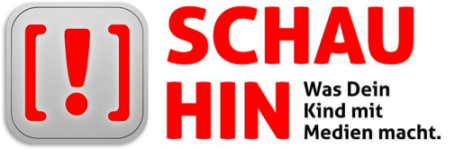 [!]
SCHAU
HIN
Was Dein
Kind mit
Medien macht.